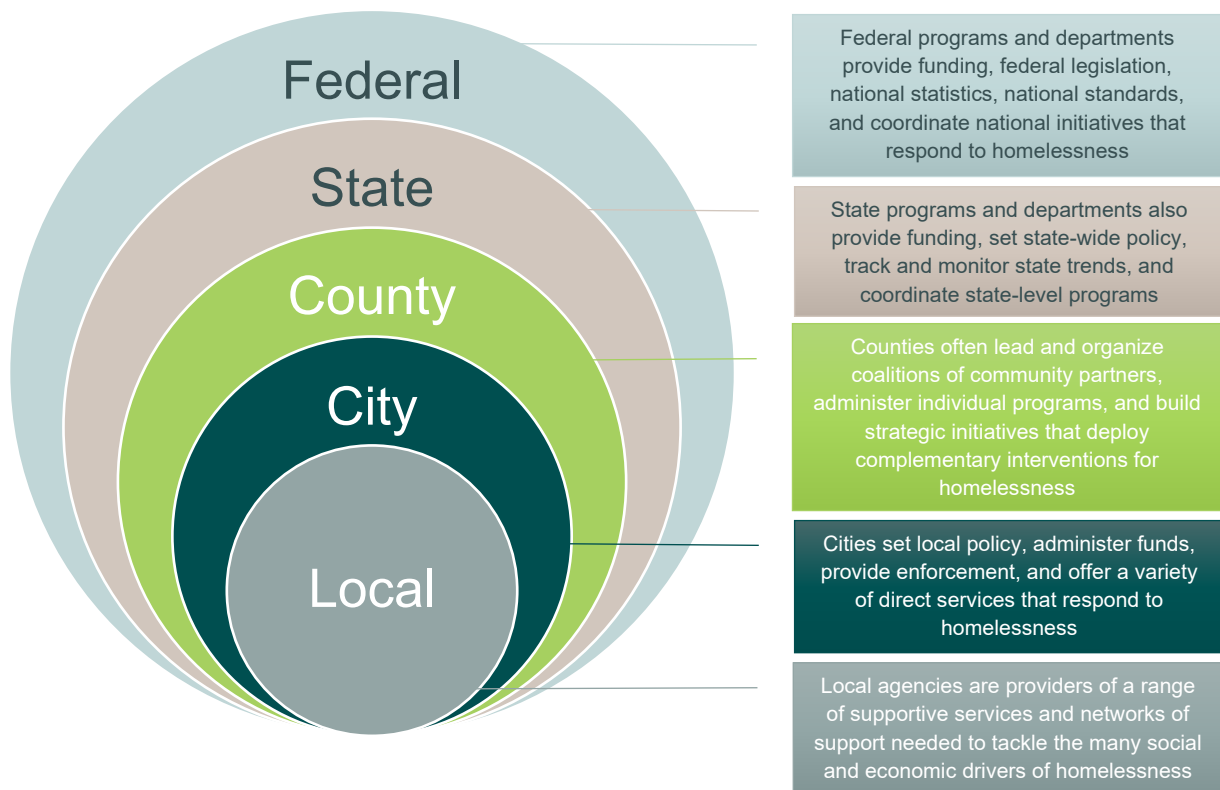 Federal
State
County
City
Local
Federal programs and departments
provide funding, federal legislation,
national statistics, national standards,
and coordinate national initiatives that
respond to homelessness
State programs and departments also
provide funding, set state-wide policy,
track and monitor state trends, and
coordinate state-level programs
Counties often lead and organize
coalitions of community partners,
administer individual programs, and build
strategic initiatives that deploy
complementary interventions for
homelessness
Cities set local policy, administer funds,
provide enforcement, and offer a variety
of direct services that respond to
homelessness
Local agencies are providers of a range
of supportive services and networks of
support needed to tackle the many social
and economic drivers of homelessness